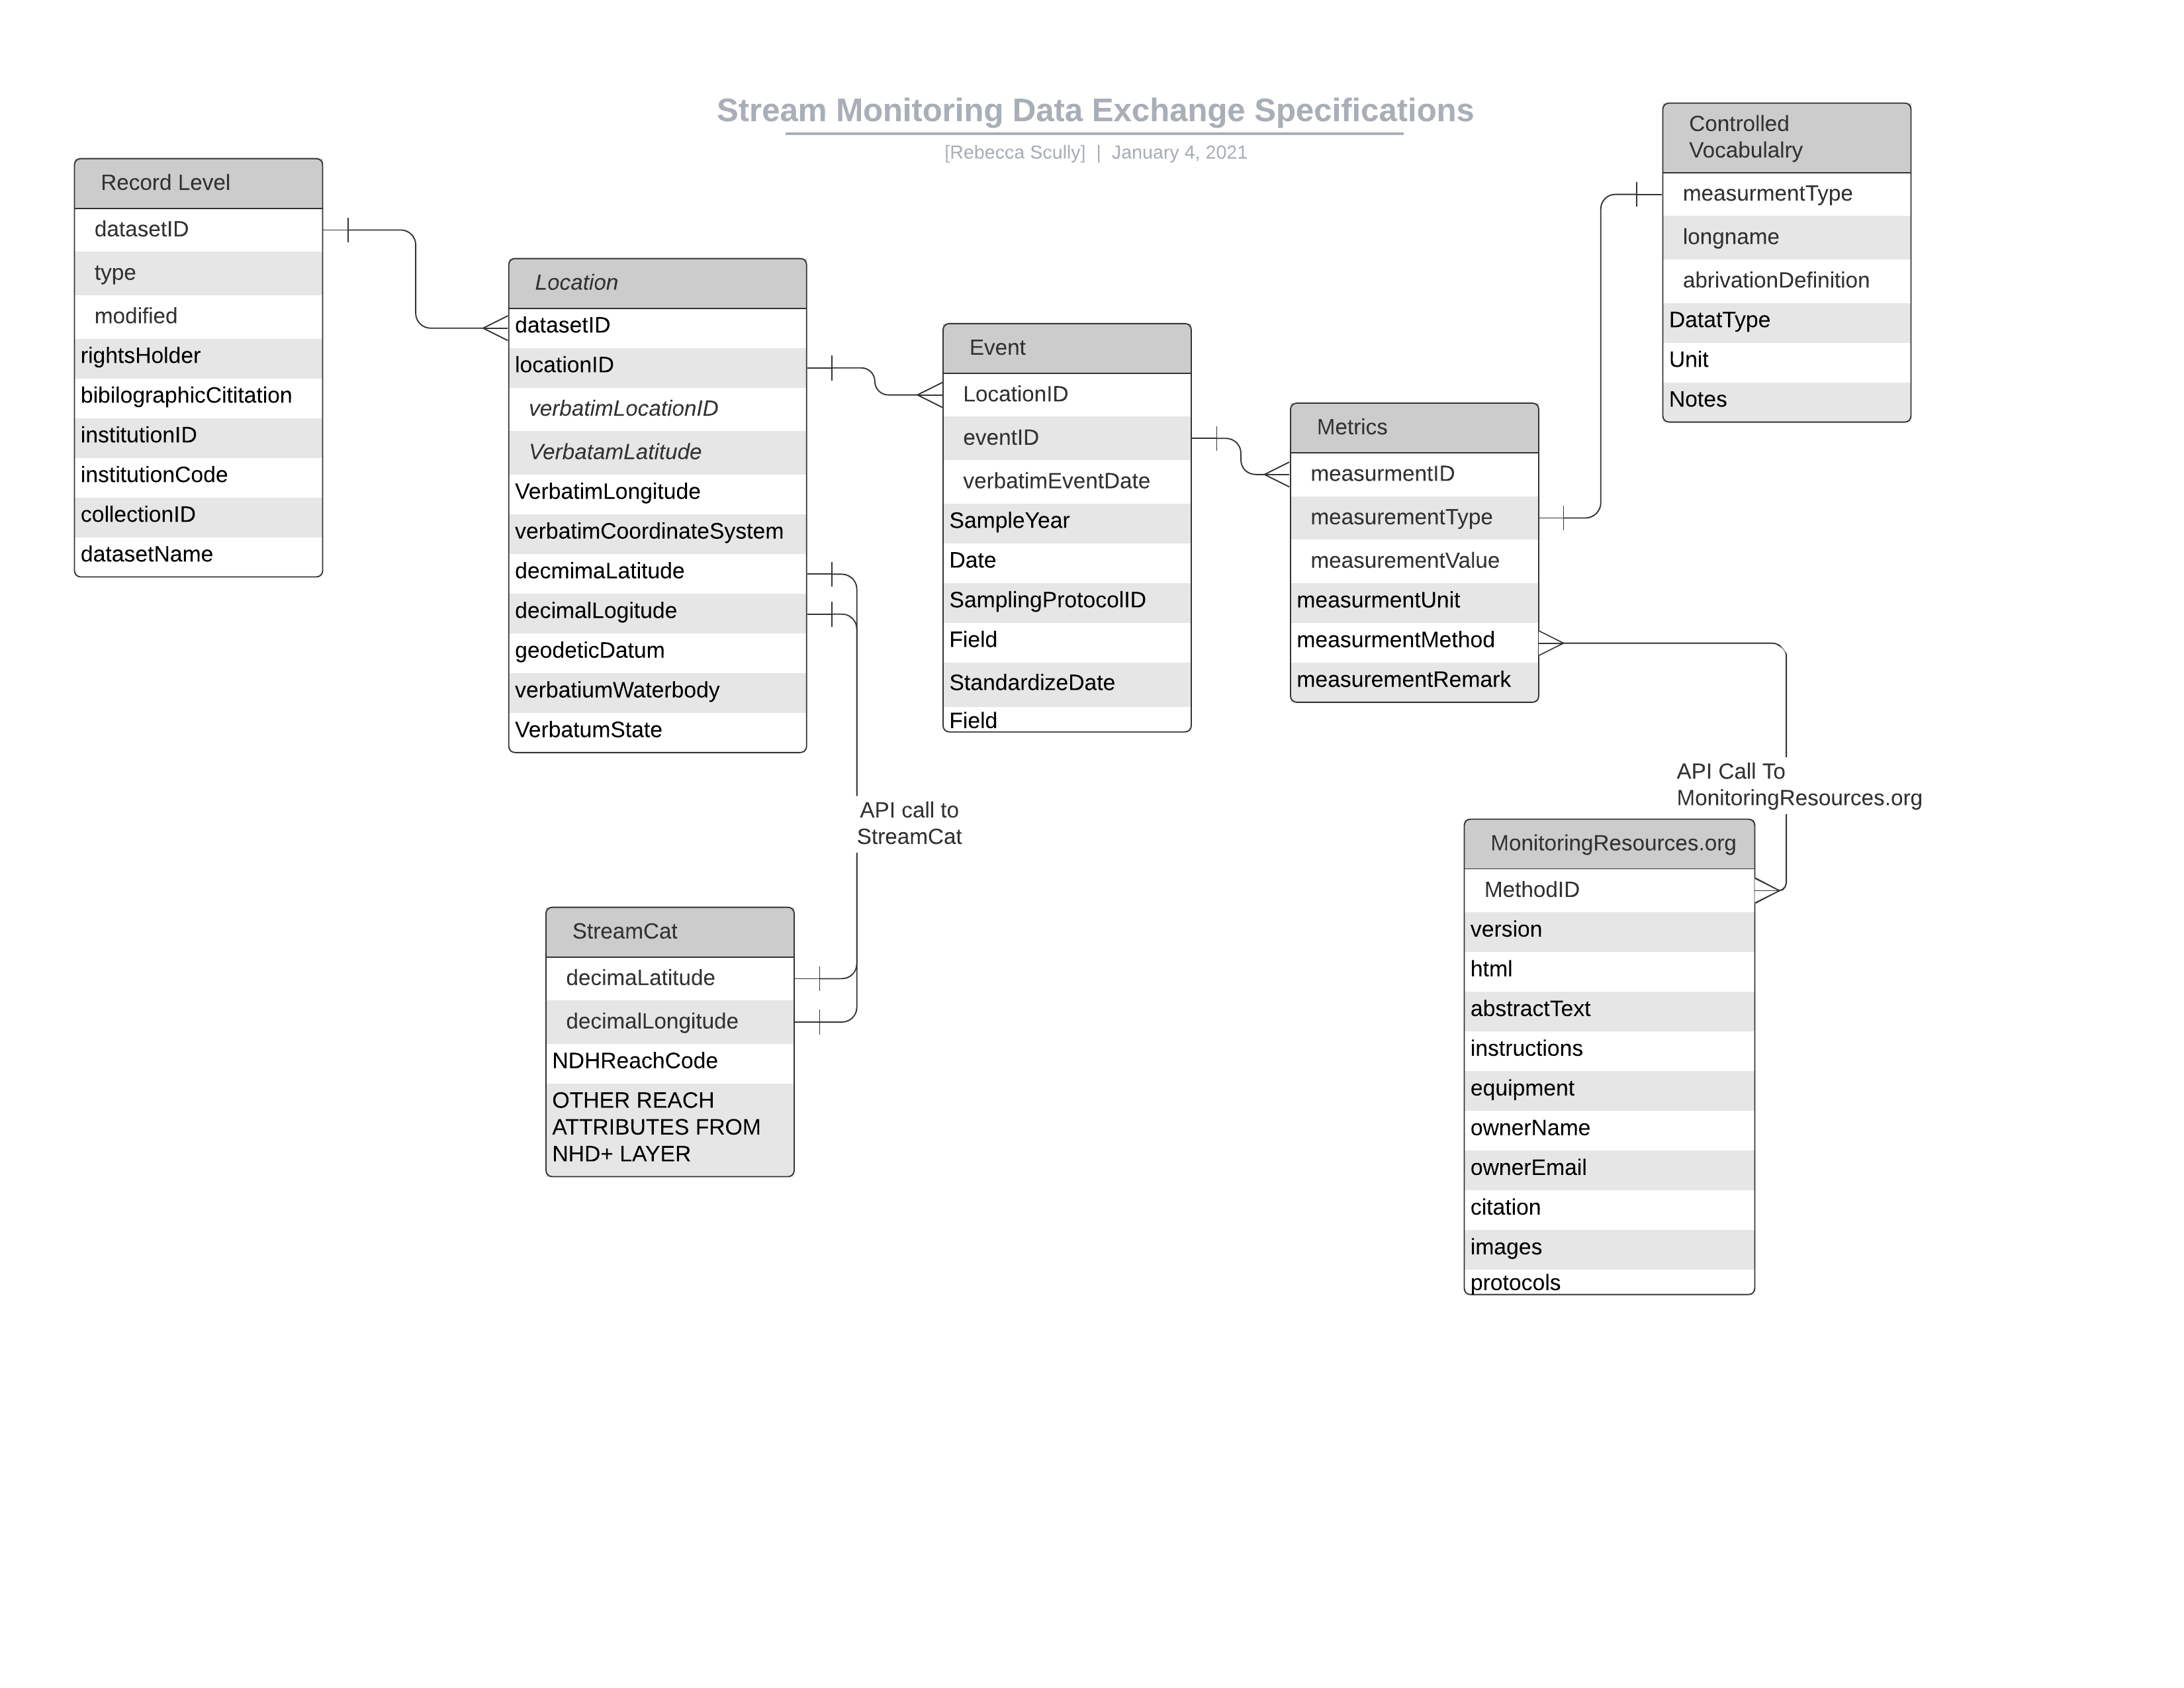 Stream Monitoring Data Exchange Specifications
[Rebecca Scully] | January 4, 2021
Record Level
datasetID
type
modified
rightsHolder
bibilographicCititation
institutionID
institutionCode
collectionID
datasetName
Location
datasetID
locationID
verbatimLocationID
VerbatamLatitude
VerbatimLongitude
verbatimCoordinateSystem
decmimaLatitude
decimalLogitude
geodeticDatum
verbatiumWaterbody
VerbatumState
Event
LocationID
eventID
verbatimEventDate
SampleYear
Date
SamplingProtocolID
Field
StandardizeDate
Field
Metrics
measurmentID
measurementType
measurementValue
measurmentUnit
measurmentMethod
measurementRemark
Controlled
Vocabulalry
measurmentType
longname
abrivationDefinition
DatatType
Unit
Notes
API call to
StreamCat
API Call To
MonitoringResources.org
StreamCat
decimaLatitude
decimalLongitude
NDHReachCode
OTHER REACH
ATTRIBUTES FROM
NHD+ LAYER
MonitoringResources.org
MethodID
version
html
abstractText
instructions
equipment
ownerName
ownerEmail
citation
images
protocols